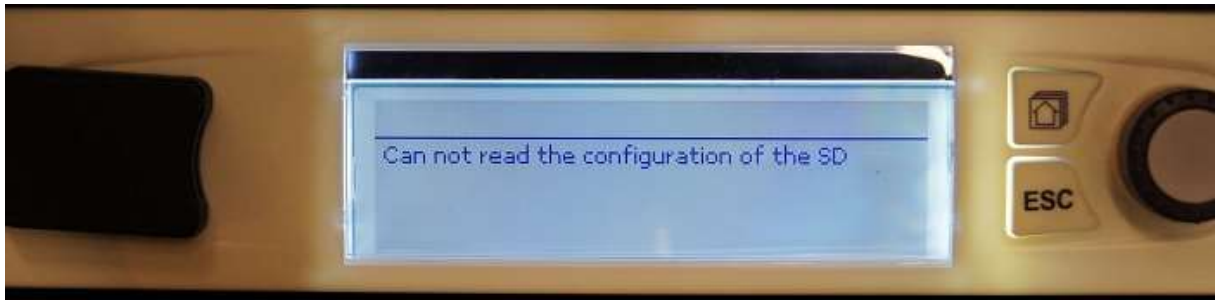 Can not read the configuration of the SD
ESC